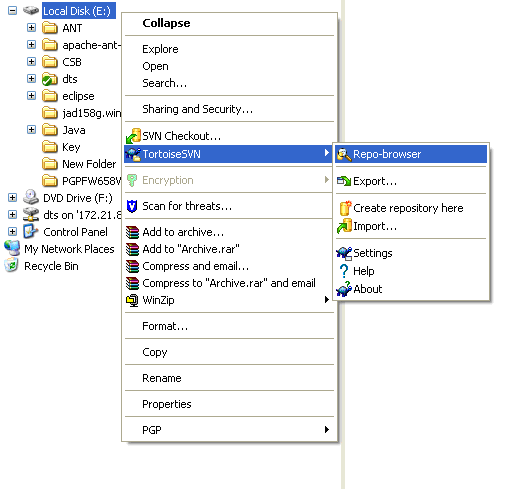 Local Disk (E:)
ANT
apache-ant-
CSB
dts
eclipse
jad158g.win
Java
Key
New Folder
PGPFW658V
DVD Drive (F:)
dts on '172.21.8
Control Panel
My Network Places
Recycle Bin
Collapse
Explore
Open
Search...
Sharing and Security...
SVN Checkout...
TortoiseSVN
Encryption
Scan for threats...
Add to archive...
Add to "Archive.rar"
Compress and email...
Compress to "Archive.rar" and email
WinZip
Format...
Copy
Rename
Properties
PGP
Repo-browser
Export...
Create repository here
Import...
Settings
Help
About